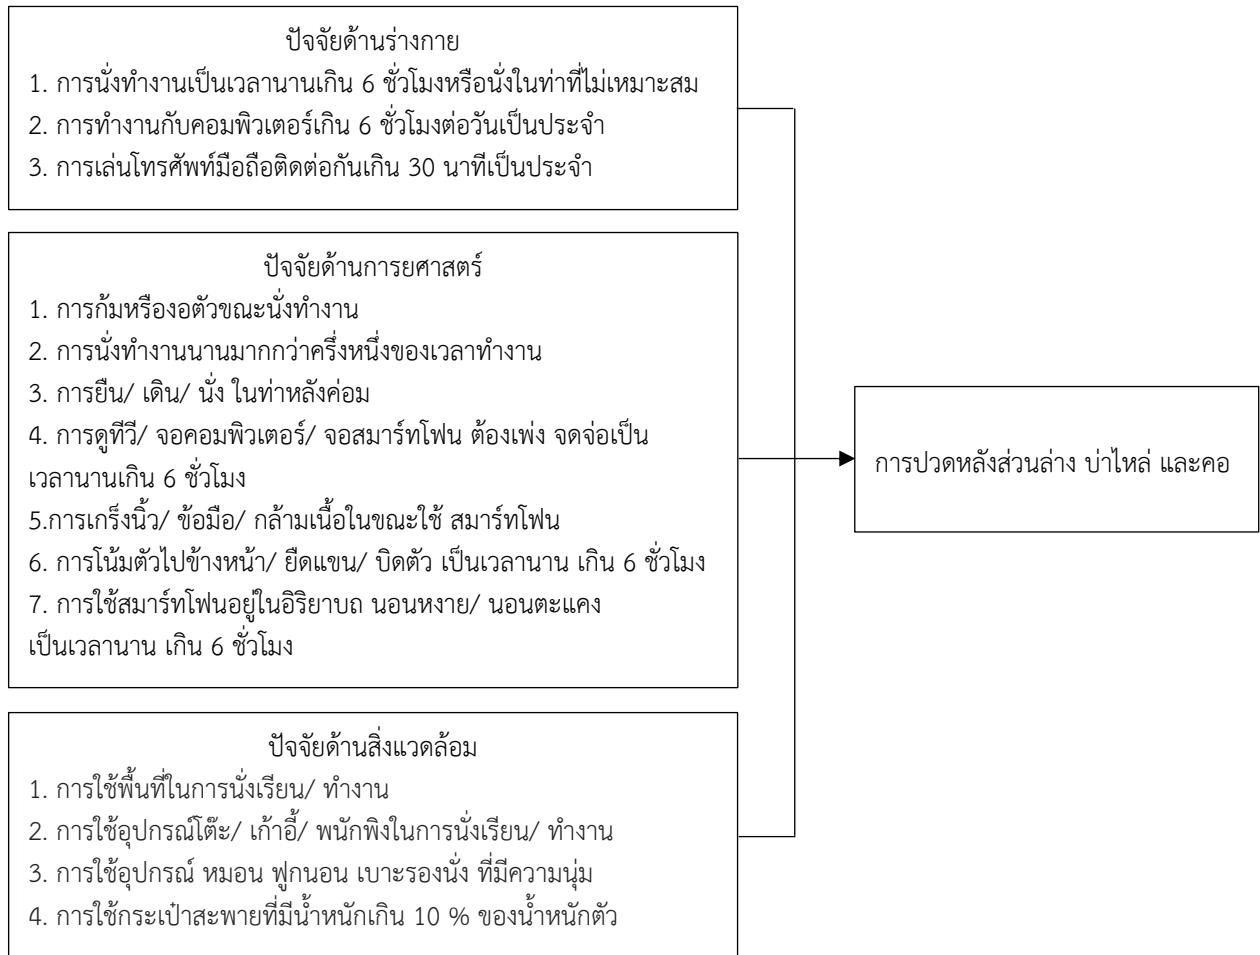 ปัจจัยด้านร่างกาย
1. การนั่งทำงานเป็นเวลานานเกิน 6 ชั่วโมงหรือนั่งในท่าที่ไม่เหมาะสม
2. การทำงานกับคอมพิวเตอร์เกิน 6 ชั่วโมงต่อวันเป็นประจำ
3. การเล่นโทรศัพท์มือถือติดต่อกันเกิน 30 นาทีเป็นประจำ
ปัจจัยด้านการยศาสตร์
1. การก้มหรืองอตัวขณะนั่งทำงาน
2. การนั่งทำงานนานมากกว่าครึ่งหนึ่งของเวลาทำงาน
3. การยืน/ เดิน/ นั่ง ในท่าหลังค่อม
4. การดูทีวี/ จอคอมพิวเตอร์/ จอสมาร์ทโฟน ต้องเพ่ง จดจ่อเป็น
เวลานานเกิน 6 ชั่วโมง
5.การเกร็งนิ้ว/ ข้อมือ/ กล้ามเนื้อในขณะใช้ สมาร์ทโฟน
6. การโน้มตัวไปข้างหน้า/ ยืดแขน/ บิดตัว เป็นเวลานาน เกิน 6 ชั่วโมง
7. การใช้สมาร์ทโฟนอยู่ในอิริยาบถ นอนหงาย/ นอนตะแคง
เป็นเวลานาน เกิน 6 ชั่วโมง
การปวดหลังส่วนล่าง บ่าไหล่ และคอ
ปัจจัยด้านสิ่งแวดล้อม
1. การใช้พื้นที่ในการนั่งเรียน/ ทำงาน
2. การใช้อุปกรณ์โต๊ะ/ เก้าอี้/ พนักพิงในการนั่งเรียน/ ทำงาน
3. การใช้อุปกรณ์ หมอน ฟูกนอน เบาะรองนั่ง ที่มีความนุ่ม
4. การใช้กระเป๋าสะพายที่มีน้ำหนักเกิน 10 % ของน้ำหนักตัว